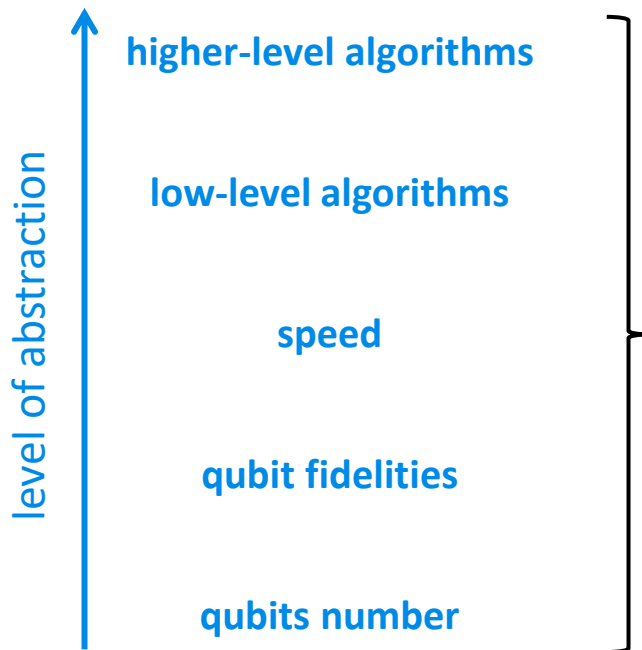 higher-level algorithms
low-level algorithms
speed
qubit fidelities
qubits number
level of abstraction